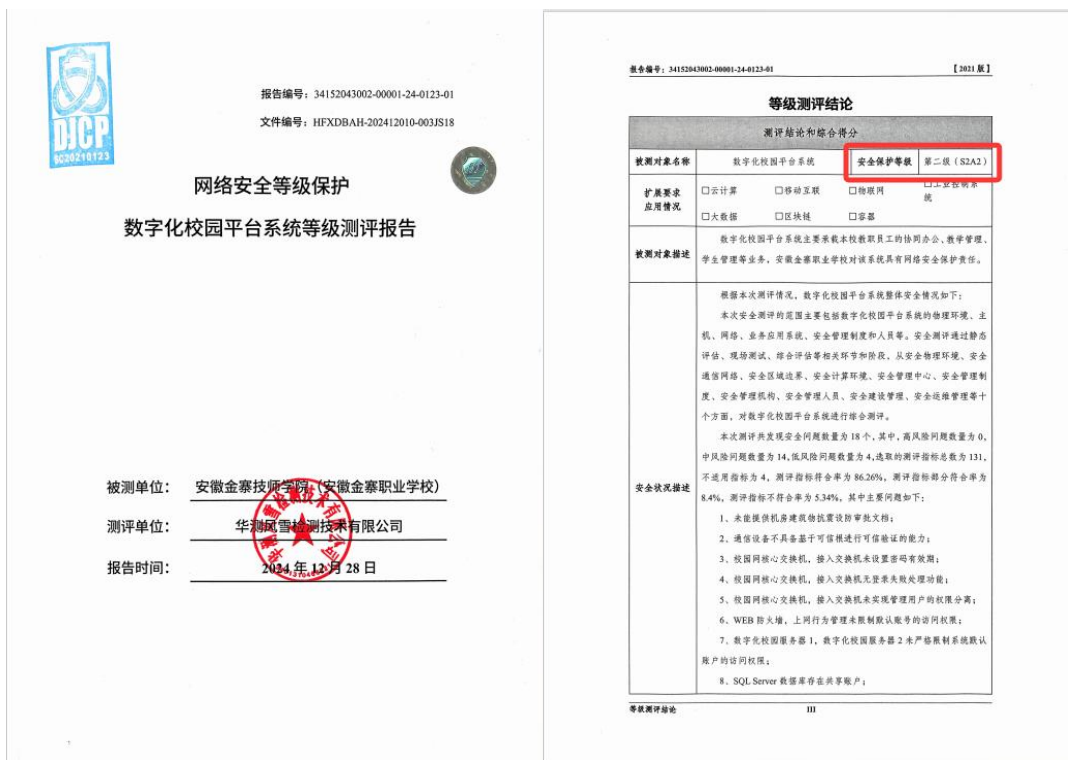 DJCP
SC20210123
报告编号：34152043002-00001-24-0123-01
文件编号：HFXDBAH-202412010-003JS18
网络安全等级保护
数字化校园平台系统等级测评报告
被测单位：安徽金寨技师学院（安徽金寨职业学校）
测评单位：华测风雪检测技术有限公司
报告时间：2024 年 12 月 28 日
报告编号：34152043002-00001-24-0123-01 【2021 版】
等级测评结论
测评结论和综合得分
被测对象名称 数字化校园平台系统 安全保护等级 第二级（S2A2）
扩展要求
应用情况
□云计算 □移动互联 □物联网 □工业控制系
统
□大数据 □区块链 □容器
被测对象描述
数字化校园平台系统主要承载本校教职员工的协同办公、教学管理、
学生管理等业务，安徽金寨职业学校对该系统具有网络安全保护责任。
安全状况描述
根据本次测评情况，数字化校园平台系统整体安全情况如下：
本次安全测评的范围主要包括数字化校园平台系统的物理环境、主
机、网络、业务应用系统、安全管理制度和人员等。安全测评通过静态
评估、现场测试、综合评估等相关环节和阶段，从安全物理环境、安全
通信网络、安全区域边界、安全计算环境、安全管理中心、安全管理制
度、安全管理机构、安全管理人员、安全建设管理、安全运维管理等十
个方面，对数字化校园平台系统进行综合测评。
本次测评共发现安全问题数量为 18 个，其中，高风险问题数量为 0，
中风险问题数量为 14，低风险问题数量为 4，选取的测评指标总数为 131，
不适用指标为 4，测评指标符合率为 86.26%，测评指标部分符合率为
8.4%，测评指标不符合率为 5.34%，其中主要问题如下：
1、未能提供机房建筑物抗震设防审批文档；
2、通信设备不具备基于可信根进行可信验证的能力；
3、校园网核心交换机，接入交换机未设置密码有效期；
4、校园网核心交换机，接入交换机无登录失败处理功能；
5、校园网核心交换机，接入交换机未实现管理用户的权限分离；
6、WEB 防火墙，上网行为管理未限制默认账号的访问权限；
7、数字化校园服务器 1，数字化校园服务器 2 未严格限制系统默认
账户的访问权限；
8、SQL Server 数据库存在共享账户；
等级测评结论 III